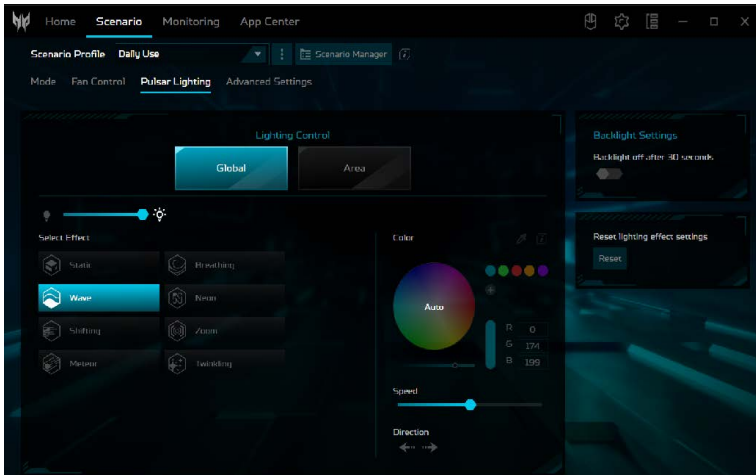 Home Scenario Monitoring App Center
Scenario Profile Daily Use Scenario Manager
Mode Fan Control Pulsar Lighting Advanced Settings
Lighting Control
Global Area
Select Effect
Static Breathing
Wave Neon
Shifting Zoom
Meteor Twinkling
Color
Auto
R 0
G 174
B 199
Speed
Direction
Backlight Settings
Backlight off after 30 seconds
Reset lighting effect settings
Reset